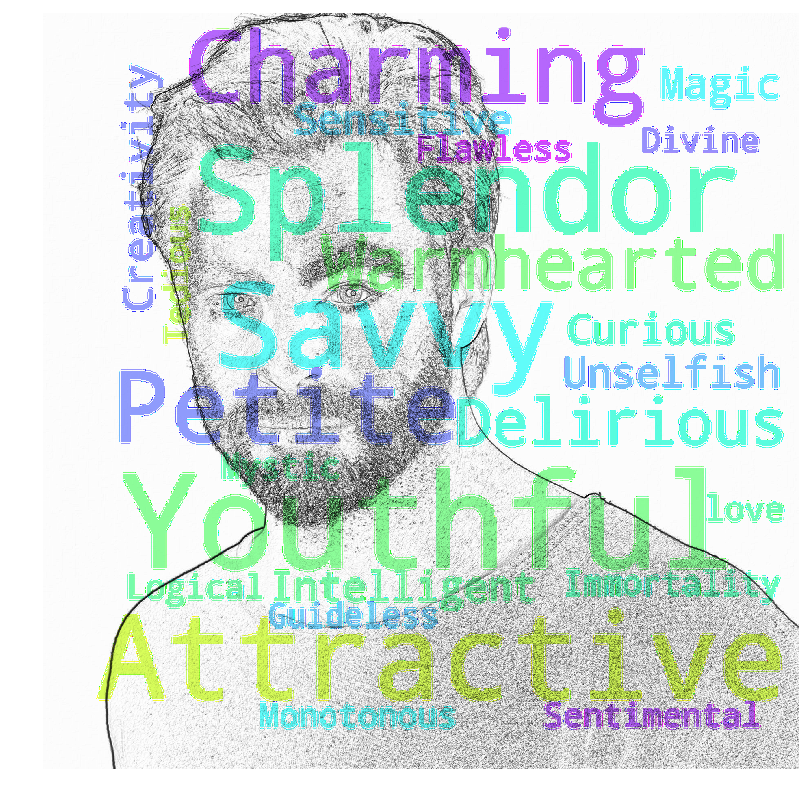 Charming
Magic
Creativity
Sensitive
Divine
Flawless
Splendor
Tedious
Warmhearted
Savvy
Curious
Unselfish
Petite
Delirious
Mystic
Youthful
love
Logical
Intelligent
Immortality
Guideless
Attractive
Monotonous
Sentimental